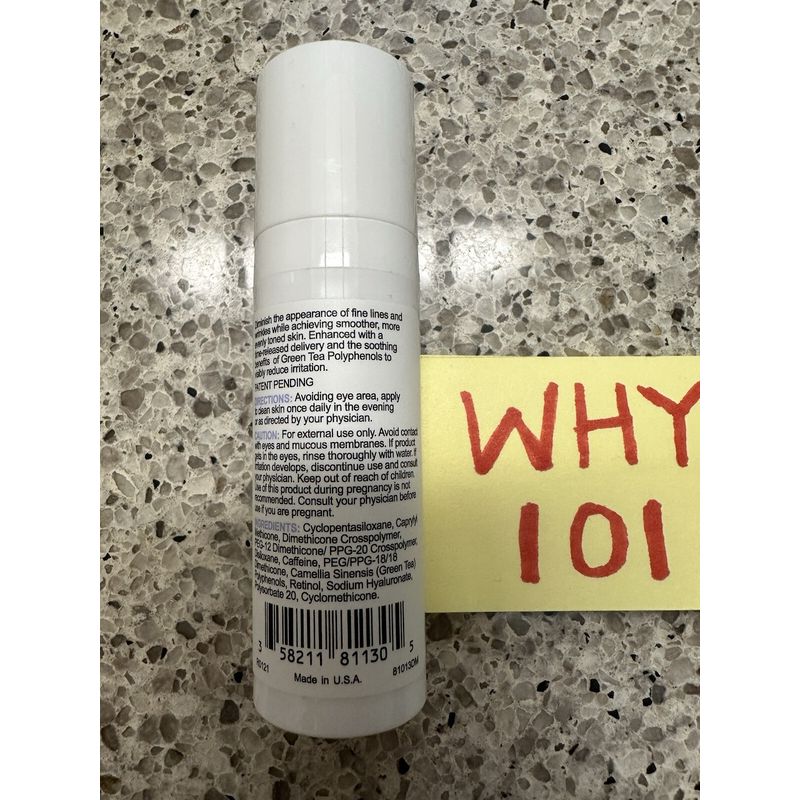 Diminish the appearance of fine lines and
wrinkles while achieving smoother, more
evenly toned skin. Enhanced with a
time-released delivery and the soothing
benefits of Green Tea Polyphenols to
visibly reduce irritation.
PATENT PENDING
DIRECTIONS: Avoiding eye area, apply
to clean skin once daily in the evening
or as directed by your physician.
CAUTION: For external use only. Avoid contact
with eyes and mucous membranes. If product
gets in the eyes, rinse thoroughly with water. If
irritation develops, discontinue use and consult
your physician. Keep out of reach of children.
Use of this product during pregnancy is not
recommended. Consult your physician before
use if you are pregnant.
INGREDIENTS: Cyclopentasiloxane, Caprylyl
Methicone, Dimethicone Crosspolymer,
PEG-12 Dimethicone/ PPG-20 Crosspolymer,
Caffeine, PEG/PPG-18/18
Dimethicone, Camellia Sinensis (Green Tea)
Polyphenols, Retinol, Sodium Hyaluronate,
Polysorbate 20, Cyclomethicone.
3 58211 81130 5
R0121 81013DM
Made in U.S.A.
WHY
101